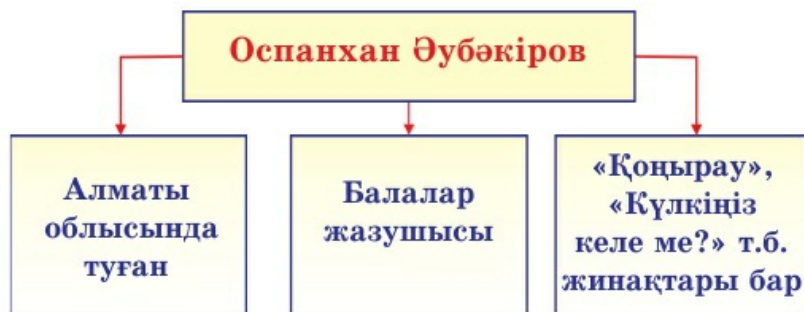 Оспанхан Әубәкіров
Алматы
облысында
туған
Балалар
жазушысы
«Қоңырау»,
«Күлкіңіз
келе ме?» т.б.
жинақтары бар